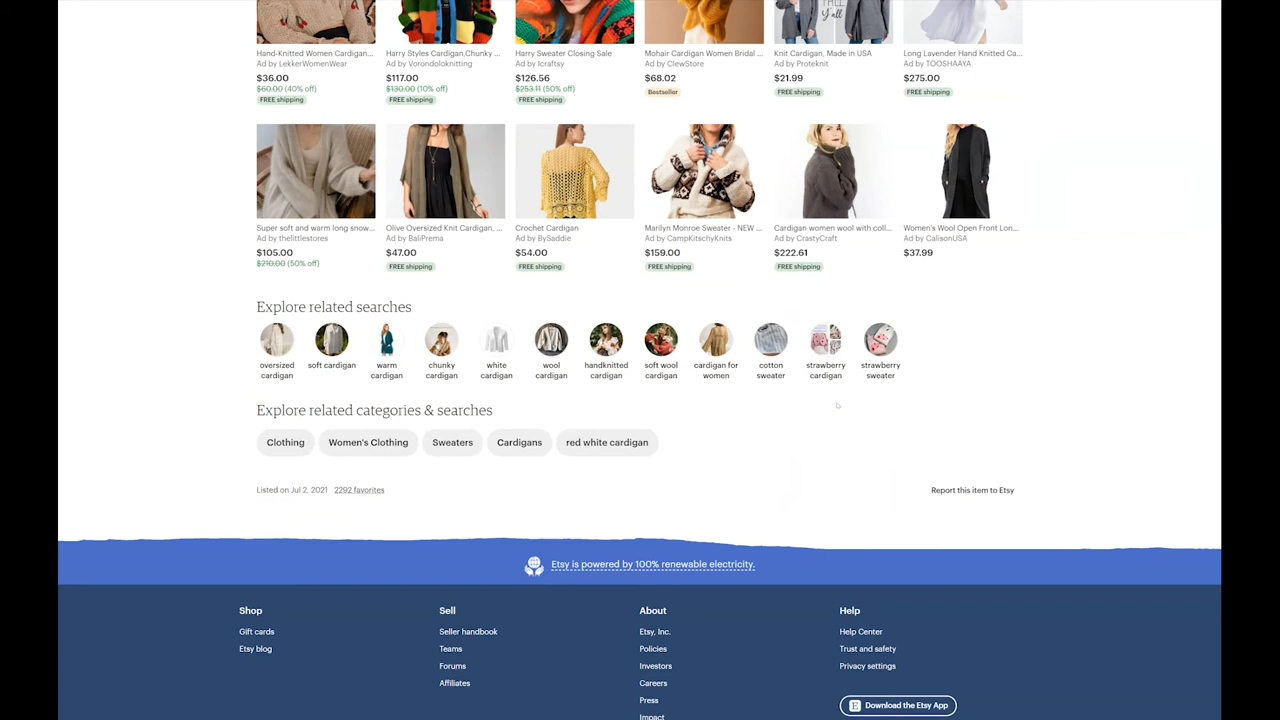 Y'all
Hand-Knitted Women Cardigan...
Harry Styles Cardigan,Chunky ...
Harry Sweater Closing Sale
Mohair Cardigan Women Bridal ...
Knit Cardigan, Made in USA
Long Lavender Hand Knitted Ca...
Ad by LekkerWomenWear
Ad by Vorondoloknitting
Ad by Icraftsy
Ad by ClewStore
Ad by Proteknit
Ad by TOOSHAAYA
$36.00
$117.00
$126.56
$68.02
$21.99
$275.00
$60.00 (40% off)
$130.00 (10% off)
$253.11 (50% off)
Bestseller
FREE shipping
FREE shipping
FREE shipping
FREE shipping
FREE shipping
Super soft and warm long snow...
Olive Oversized Knit Cardigan, ...
Crochet Cardigan
Marilyn Monroe Sweater - NEW ...
Cardigan women wool with coll...
Women's Wool Open Front Lon...
Ad by thelittlestores
Ad by BaliPrema
Ad by BySaddie
Ad by CampKitschyKnits
Ad by CrastyCraft
Ad by CalisonUSA
$105.00
$47.00
$54.00
$159.00
$222.61
$37.99
$210.00 (50% off)
FREE shipping
FREE shipping
FREE shipping
FREE shipping
Explore related searches
oversized
cardigan
soft cardigan
warm
cardigan
chunky
cardigan
white
cardigan
wool
cardigan
handknitted
cardigan
soft wool
cardigan
cardigan for
women
cotton
sweater
strawberry
cardigan
strawberry
sweater
Explore related categories & searches
Clothing
Women's Clothing
Sweaters
Cardigans
red white cardigan
Listed on Jul 2, 2021
2292 favorites
Report this item to Etsy
Etsy is powered by 100% renewable electricity.
Shop
Gift cards
Etsy blog
Sell
Seller handbook
Teams
Forums
Affiliates
About
Etsy, Inc.
Policies
Investors
Careers
Press
Impact
Help
Help Center
Trust and safety
Privacy settings
E
Download the Etsy App